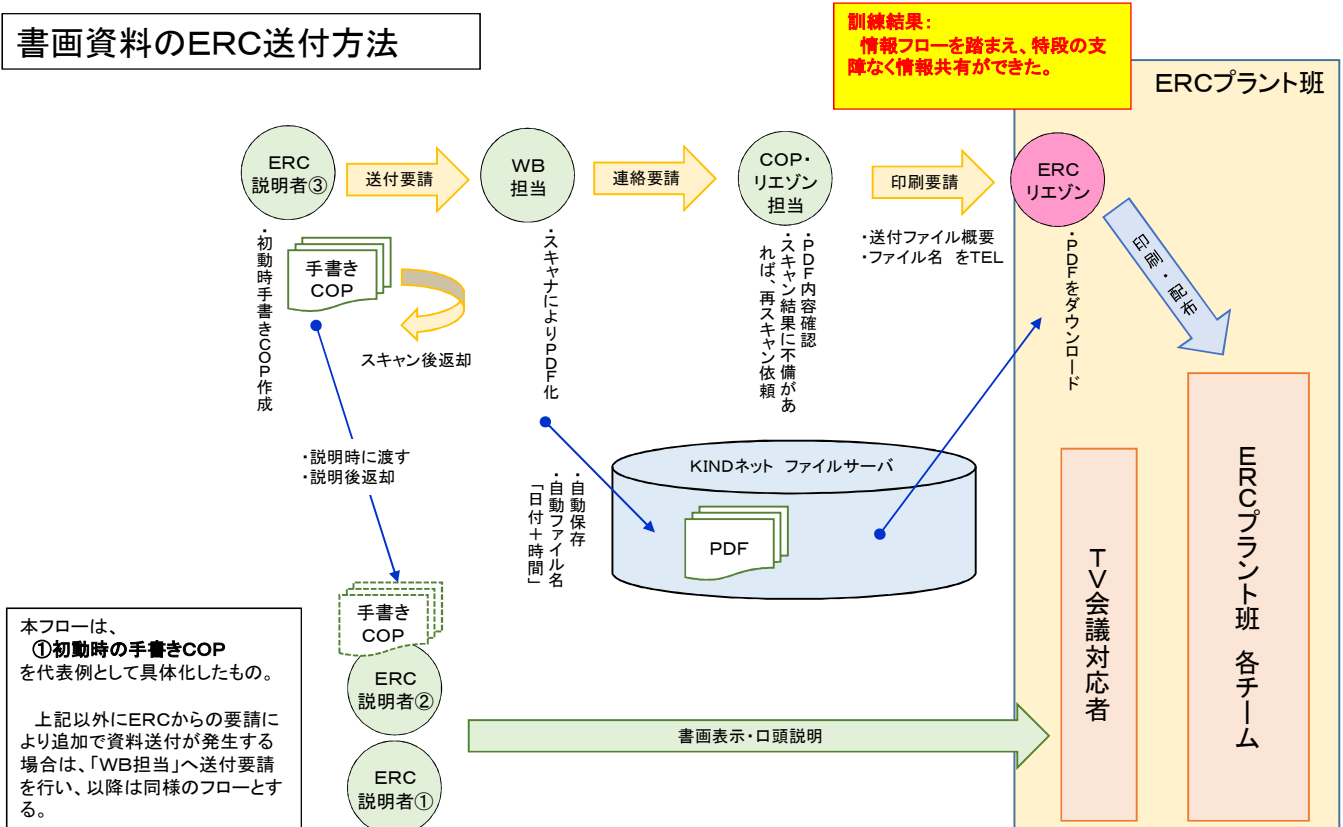 書画資料のERC送付方法
訓練結果：
情報フローを踏まえ、特段の支
障なく情報共有ができた。
ERCプラント班
ERC
説明者③
送付要請
WB
担当
連絡要請
COP・
リエゾン
担当
印刷要請
ERC
リエゾン
・初動時手書きCOP作成
手書き
COP
スキャン後返却
・スキャナによりPDF化
・PDF内容確認
・スキャン結果に不備があ
れば、再スキャン依頼
・送付ファイル概要
・ファイル名 をTEL
・PDFをダウンロード
印刷・配布
・説明時に渡す
・説明後返却
・自動保存
・自動ファイル名
「日付＋時間」
KINDネット ファイルサーバ
PDF
手書き
COP
ERC
説明者②
ERC
説明者①
書画表示・口頭説明
TV会議対応者
ERCプラント班 各チーム
本フローは、
①初動時の手書きCOP
を代表例として具体化したもの。
上記以外にERCからの要請に
より追加で資料送付が発生する
場合は、「WB担当」へ送付要請
を行い、以降は同様のフローとす
る。